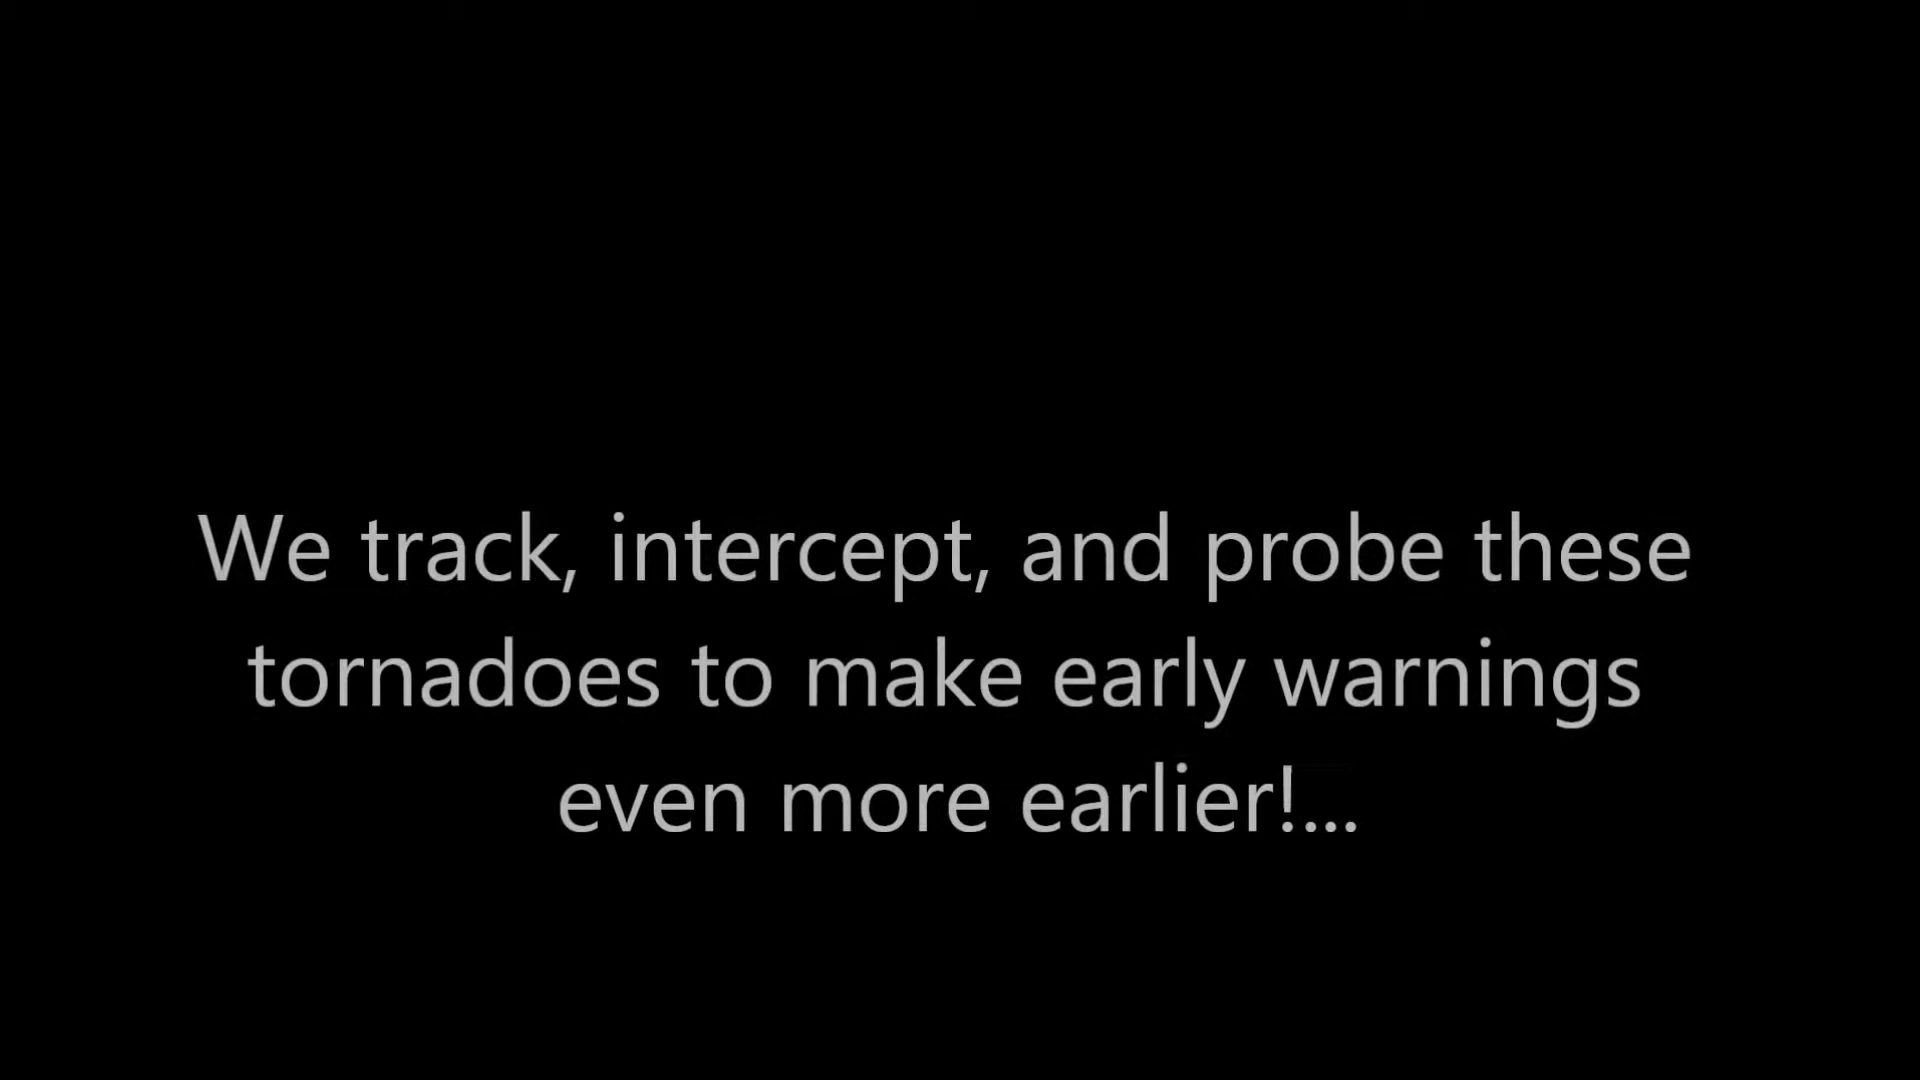 We track, intercept, and probe these
tornadoes to make early warnings
even more earlier!...